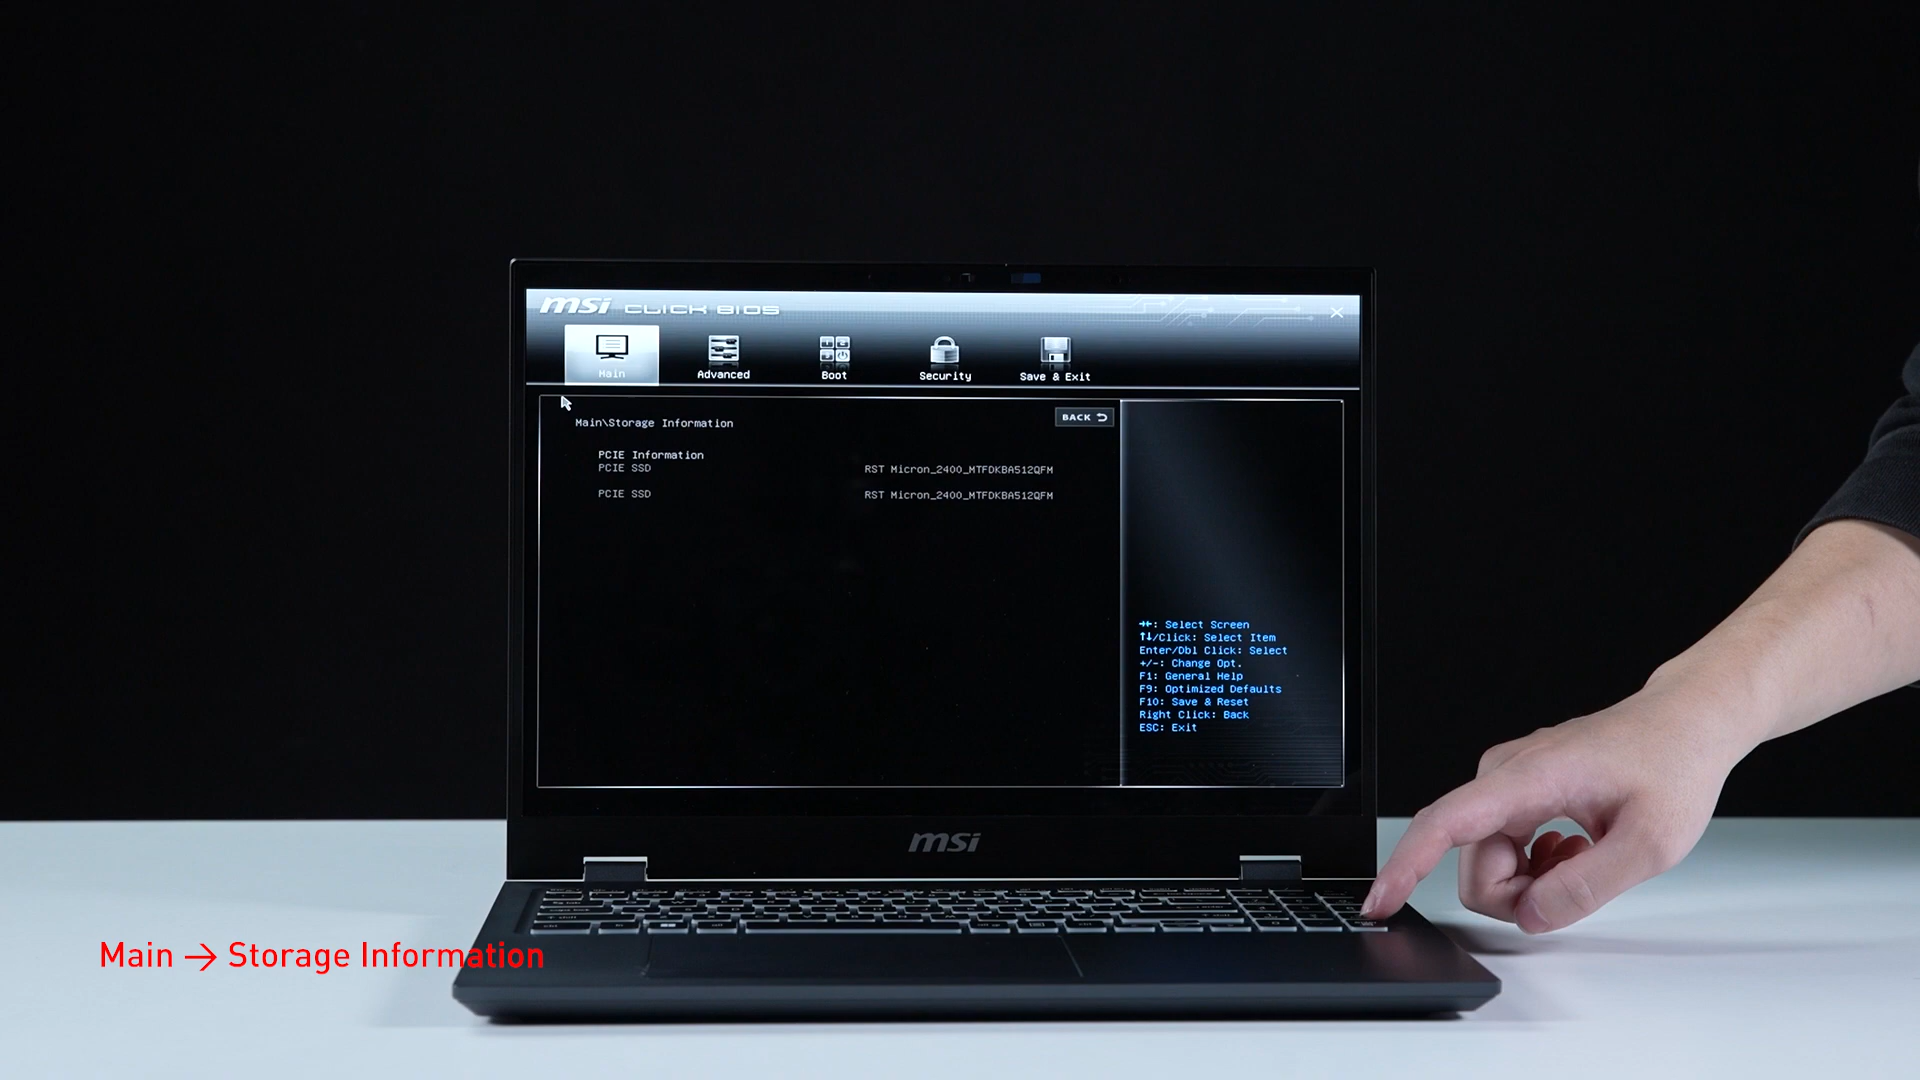 msi CLICK BIOS
Main
Advanced
Boot
Security
Save & Exit
Main\Storage Information
BACK
PCIE Information
PCIE SSD RST Micron_2400_MTFDKBA512QFM
PCIE SSD RST Micron_2400_MTFDKBA512QFM
→←: Select Screen
↑↓/Click: Select Item
Enter/Dbl Click: Select
+/-: Change Opt.
F1: General Help
F9: Optimized Defaults
F10: Save & Reset
Right Click: Back
ESC: Exit
msi
Main → Storage Information